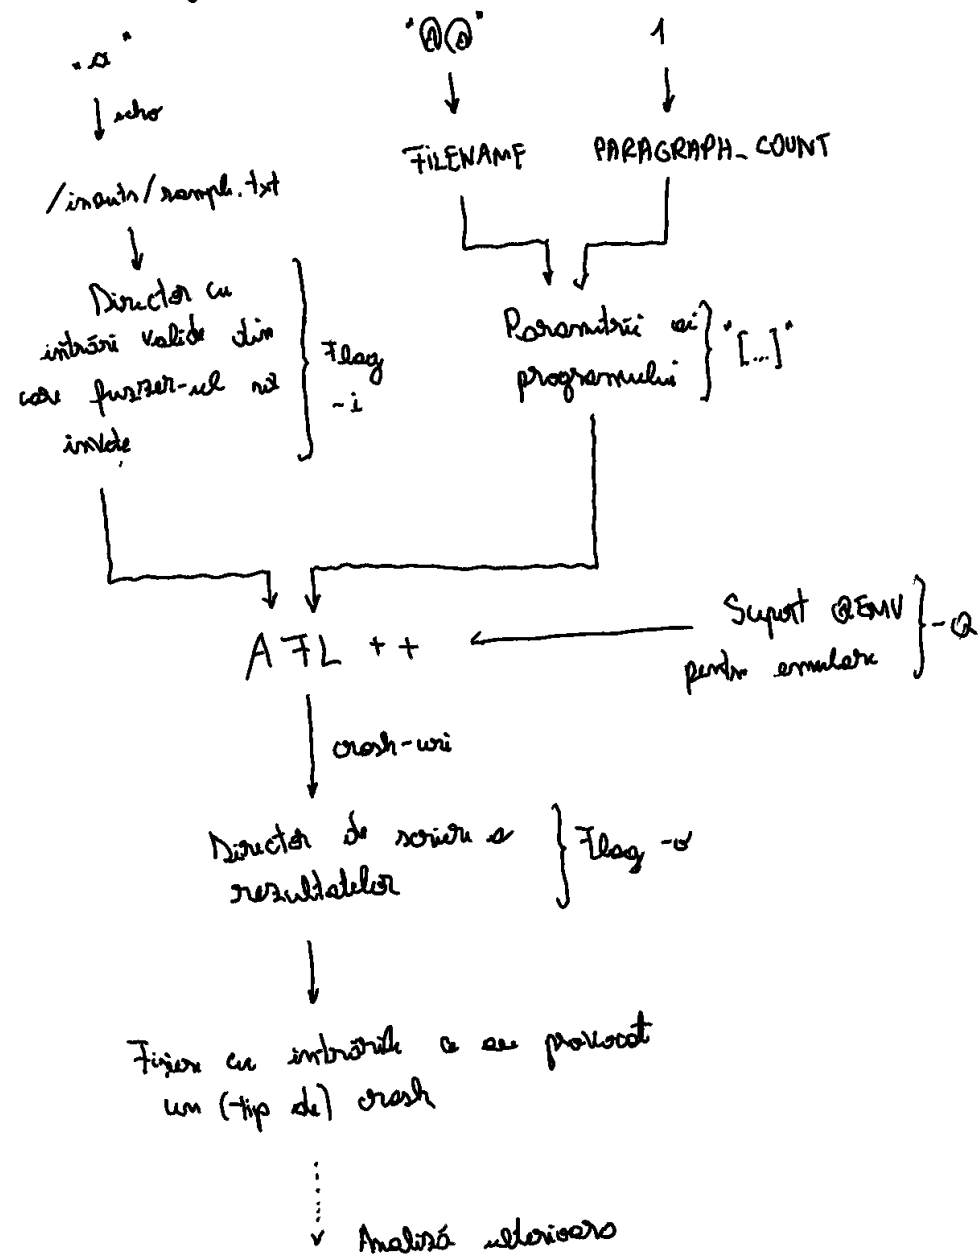 "a"
echo
/inputs/sample.txt
Director cu
intrări valide din
care fuzzer-ul va
învăța
Flag
-i
"@@"
FILENAME
1
PARAGRAPH_COUNT
Parametrii ai
programului
"[...]"
AFL ++
Suport QEMU
pentru emulare
-Q
crash-uri
Director de scriere a
rezultatelor
Flag -o
Fișiere cu intrările ce au provocat
un (tip de) crash
Analiză ulterioară